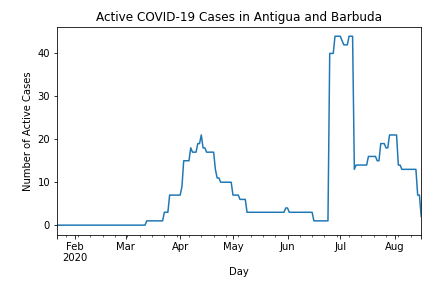 Active COVID-19 Cases in Antigua and Barbuda
Number of Active Cases
40
30
20
10
0
Feb Mar Apr May Jun Jul Aug
2020
Day